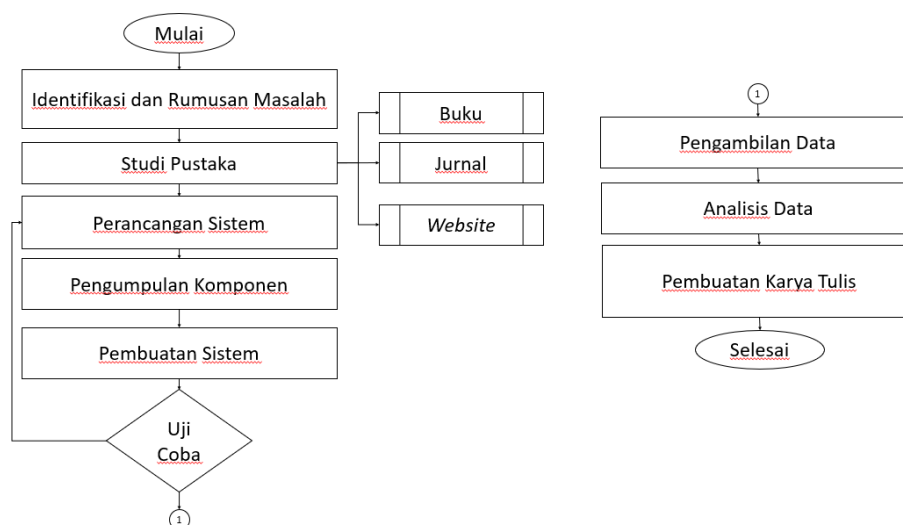 Mulai
Identifikasi dan Rumusan Masalah
Studi Pustaka
Buku
Jurnal
Website
Perancangan Sistem
Pengumpulan Komponen
Pembuatan Sistem
Uji
Coba
1
1
Pengambilan Data
Analisis Data
Pembuatan Karya Tulis
Selesai